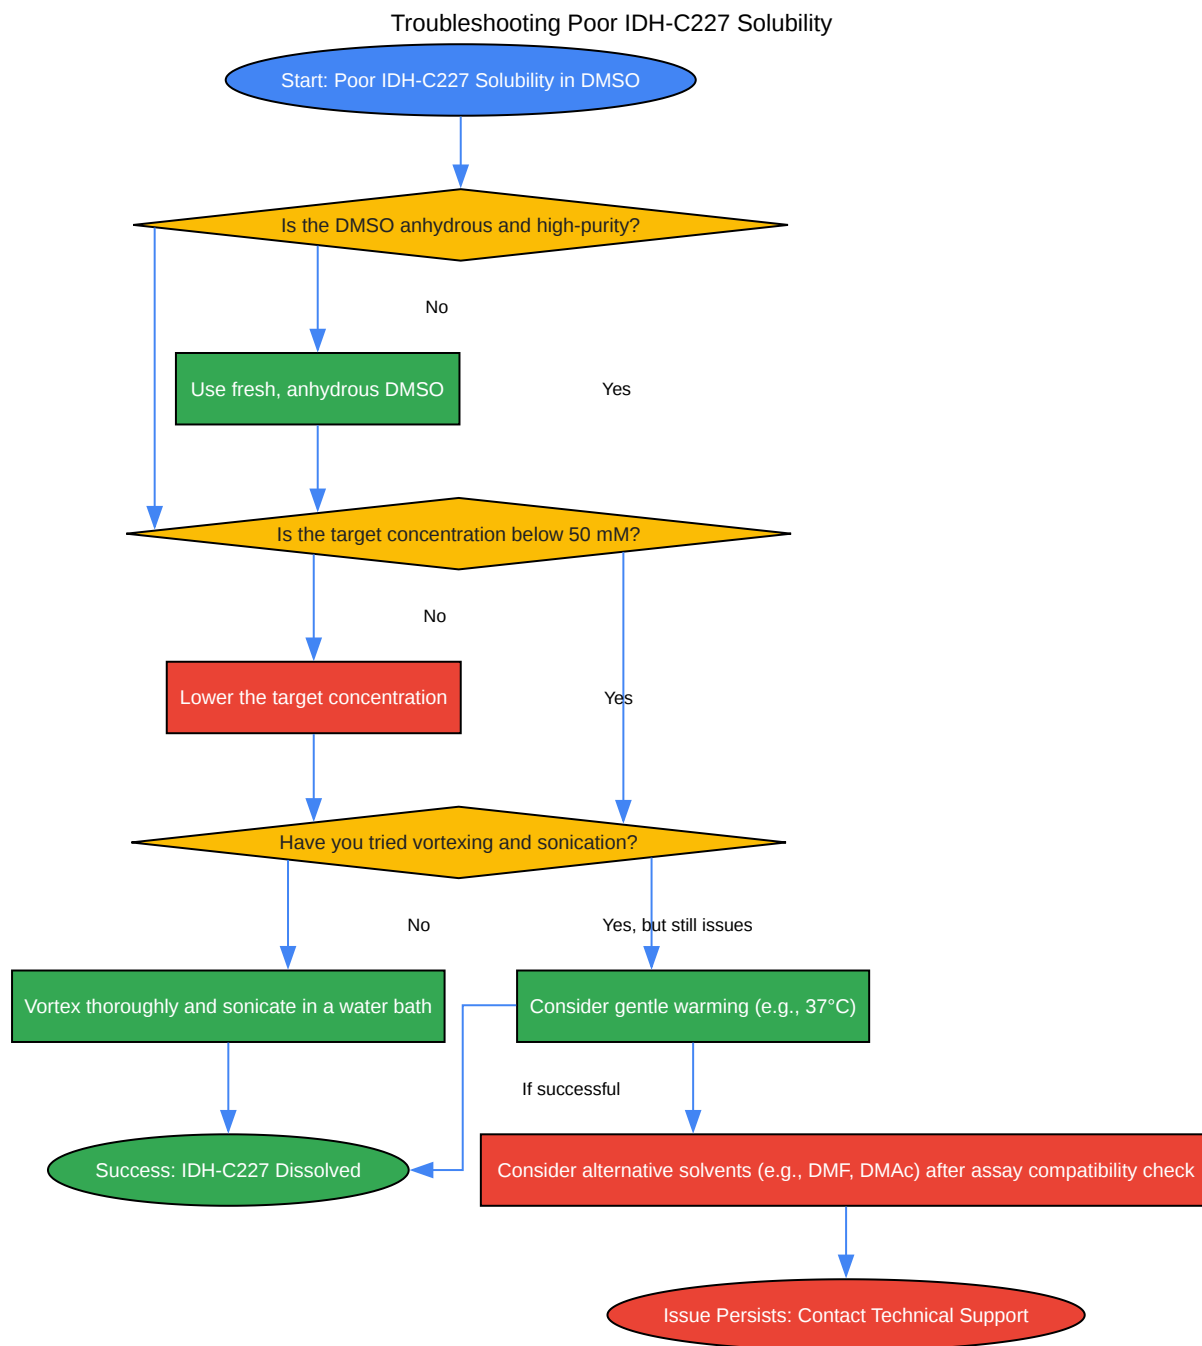 Troubleshooting Poor IDH-C227 Solubility
Start: Poor IDH-C227 Solubility in DMSO
Is the DMSO anhydrous and high-purity?
No
Use fresh, anhydrous DMSO
Yes
Is the target concentration below 50 mM?
No
Lower the target concentration
Yes
Have you tried vortexing and sonication?
No
Yes, but still issues
Vortex thoroughly and sonicate in a water bath
Consider gentle warming (e.g., 37°C)
If successful
Success: IDH-C227 Dissolved
Consider alternative solvents (e.g., DMF, DMAc) after assay compatibility check
Issue Persists: Contact Technical Support